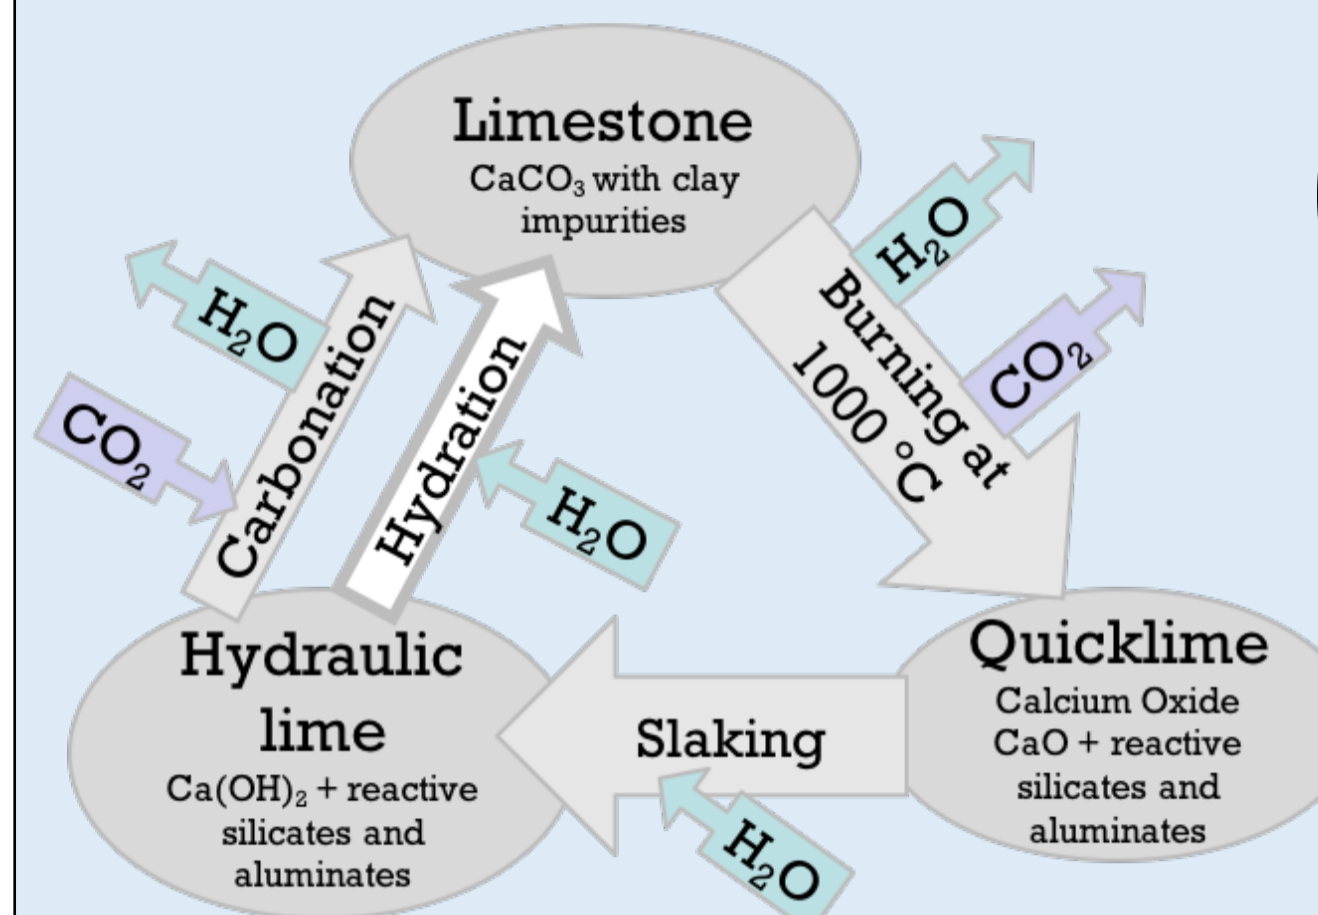 Limestone
CaCO₃ with clay
impurities
H₂O
CO₂
Burning at
1000 °C
Quicklime
Calcium Oxide
CaO + reactive
silicates and
aluminates
Slaking
H₂O
Hydraulic
lime
Ca(OH)₂ + reactive
silicates and
aluminates
Carbonation
CO₂
H₂O
Hydration
H₂O